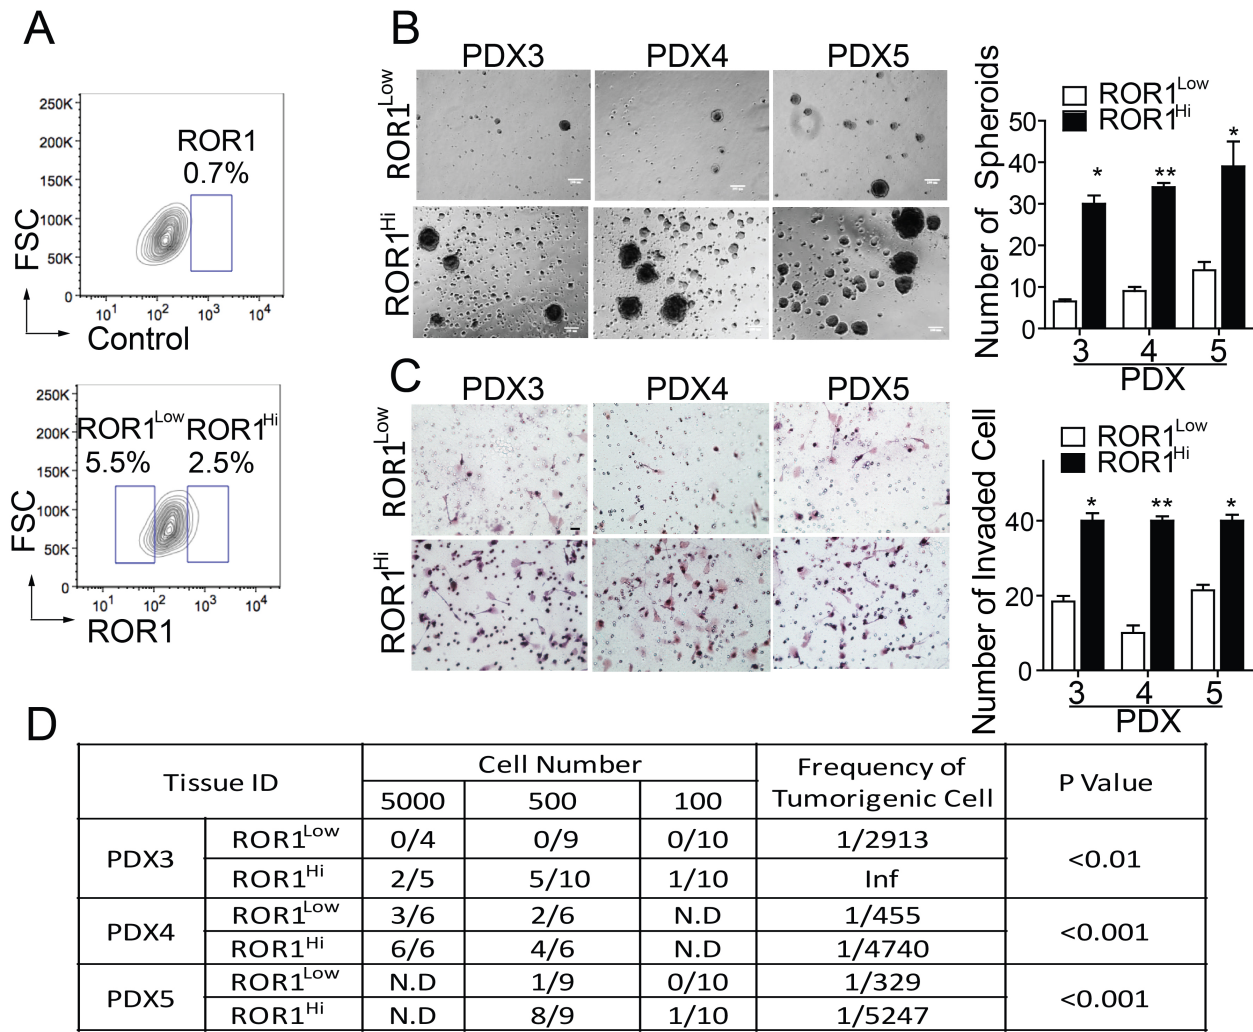 A
250K
200K
150K
100K
50K
0
ROR1
0.7%
FSC
10^1 10^2 10^3 10^4
Control
250K
200K
150K
100K
50K
0
ROR1^Low ROR1^Hi
5.5% 2.5%
FSC
10^1 10^2 10^3 10^4
ROR1
B
PDX3 PDX4 PDX5
ROR1^Low
ROR1^Hi
Number of Spheroids
ROR1^Low
ROR1^Hi
50
40
30
20
10
0
* ** *
3 4 5
PDX
C
PDX3 PDX4 PDX5
ROR1^Low
ROR1^Hi
Number of Invaded Cell
ROR1^Low
ROR1^Hi
40
20
0
* ** *
3 4 5
PDX
D
Tissue ID Cell Number Frequency of Tumorigenic Cell P Value
5000 500 100
PDX3 ROR1^Low 0/4 0/9 0/10 1/2913 <0.01
ROR1^Hi 2/5 5/10 1/10 Inf
PDX4 ROR1^Low 3/6 2/6 N.D 1/455 <0.001
ROR1^Hi 6/6 4/6 N.D 1/4740
PDX5 ROR1^Low N.D 1/9 0/10 1/329 <0.001
ROR1^Hi N.D 8/9 1/10 1/5247